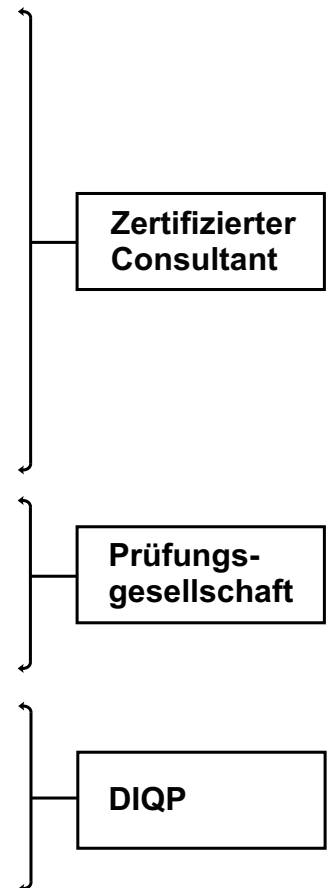 Zertifizierter
Consultant
Prüfungs-
gesellschaft
DIQP